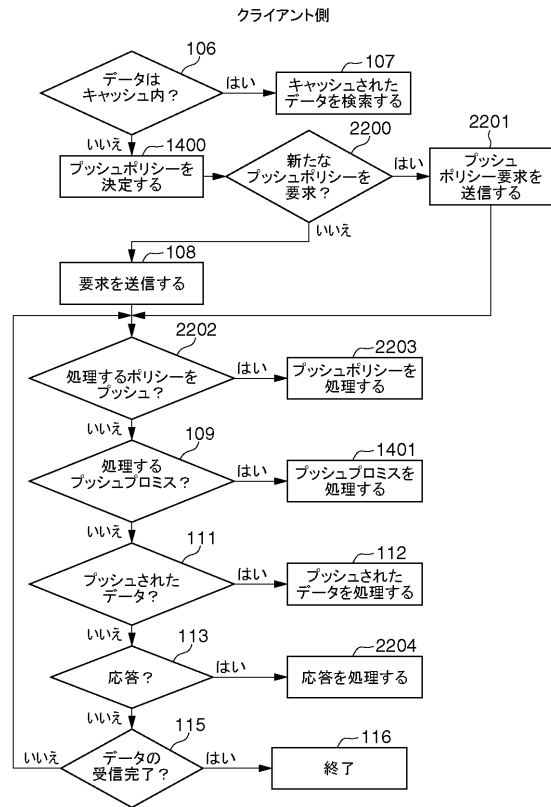 クライアント側
106
データは
キャッシュ内？
はい
107
キャッシュされた
データを検索する
いいえ
1400
プッシュポリシーを
決定する
2200
新たな
プッシュポリシーを
要求？
はい
2201
プッシュ
ポリシー要求を
送信する
いいえ
108
要求を送信する
2202
処理するポリシーを
プッシュ？
はい
2203
プッシュポリシーを
処理する
いいえ
109
処理する
プッシュプロミス？
はい
1401
プッシュプロミスを
処理する
いいえ
111
プッシュされた
データ？
はい
112
プッシュされた
データを処理する
いいえ
113
応答？
はい
2204
応答を処理する
いいえ
115
データの
受信完了？
いいえ
はい
116
終了